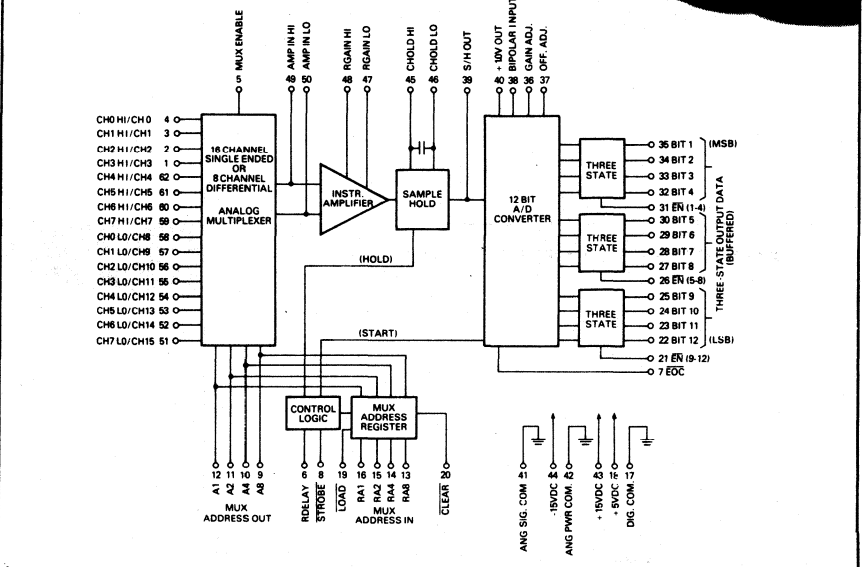 MUX ENABLE
5
AMP IN HI
49
AMP IN LO
50
RGAIN HI
48
RGAIN LO
47
CHOLD HI
45
CHOLD LO
46
S/H OUT
39
+ 10V OUT
40
BIPOLAR INPUT
38
GAIN ADJ.
36
OFF. ADJ.
37
CH0 HI/CH 0 4
CH1 HI/CH1 3
CH2 HI/CH2 2
CH3 HI/CH3 1
CH4 HI/CH4 62
CH5 HI/CH5 61
CH6 HI/CH6 60
CH7 HI/CH7 59
CH0 LO/CH8 58
CH1 LO/CH9 57
CH2 LO/CH10 56
CH3 LO/CH11 55
CH4 LO/CH12 54
CH5 LO/CH13 53
CH6 LO/CH14 52
CH7 LO/CH15 51
16 CHANNEL
SINGLE ENDED
OR
8 CHANNEL
DIFFERENTIAL
ANALOG
MULTIPLEXER
INSTR.
AMPLIFIER
SAMPLE
HOLD
12 BIT
A/D
CONVERTER
THREE
STATE
THREE
STATE
THREE
STATE
35 BIT 1 (MSB)
34 BIT 2
33 BIT 3
32 BIT 4
31 EN (1-4)
30 BIT 5
29 BIT 6
28 BIT 7
27 BIT 8
26 EN (5-8)
25 BIT 9
24 BIT 10
23 BIT 11
22 BIT 12 (LSB)
21 EN (9-12)
7 EOC
THREE-STATE OUTPUT DATA
(BUFFERED)
(HOLD)
(START)
CONTROL
LOGIC
MUX
ADDRESS
REGISTER
12 11 10 9
A1 A2 A4 A8
MUX
ADDRESS OUT
6 8 19 16 15 14 13 20
RDELAY STROBE LOAD RA1 RA2 RA4 RA8 CLEAR
MUX
ADDRESS IN
41 44 42 43 18 17
ANG SIG. COM -15VDC ANG PWR COM. +15VDC +5VDC DIG. COM.